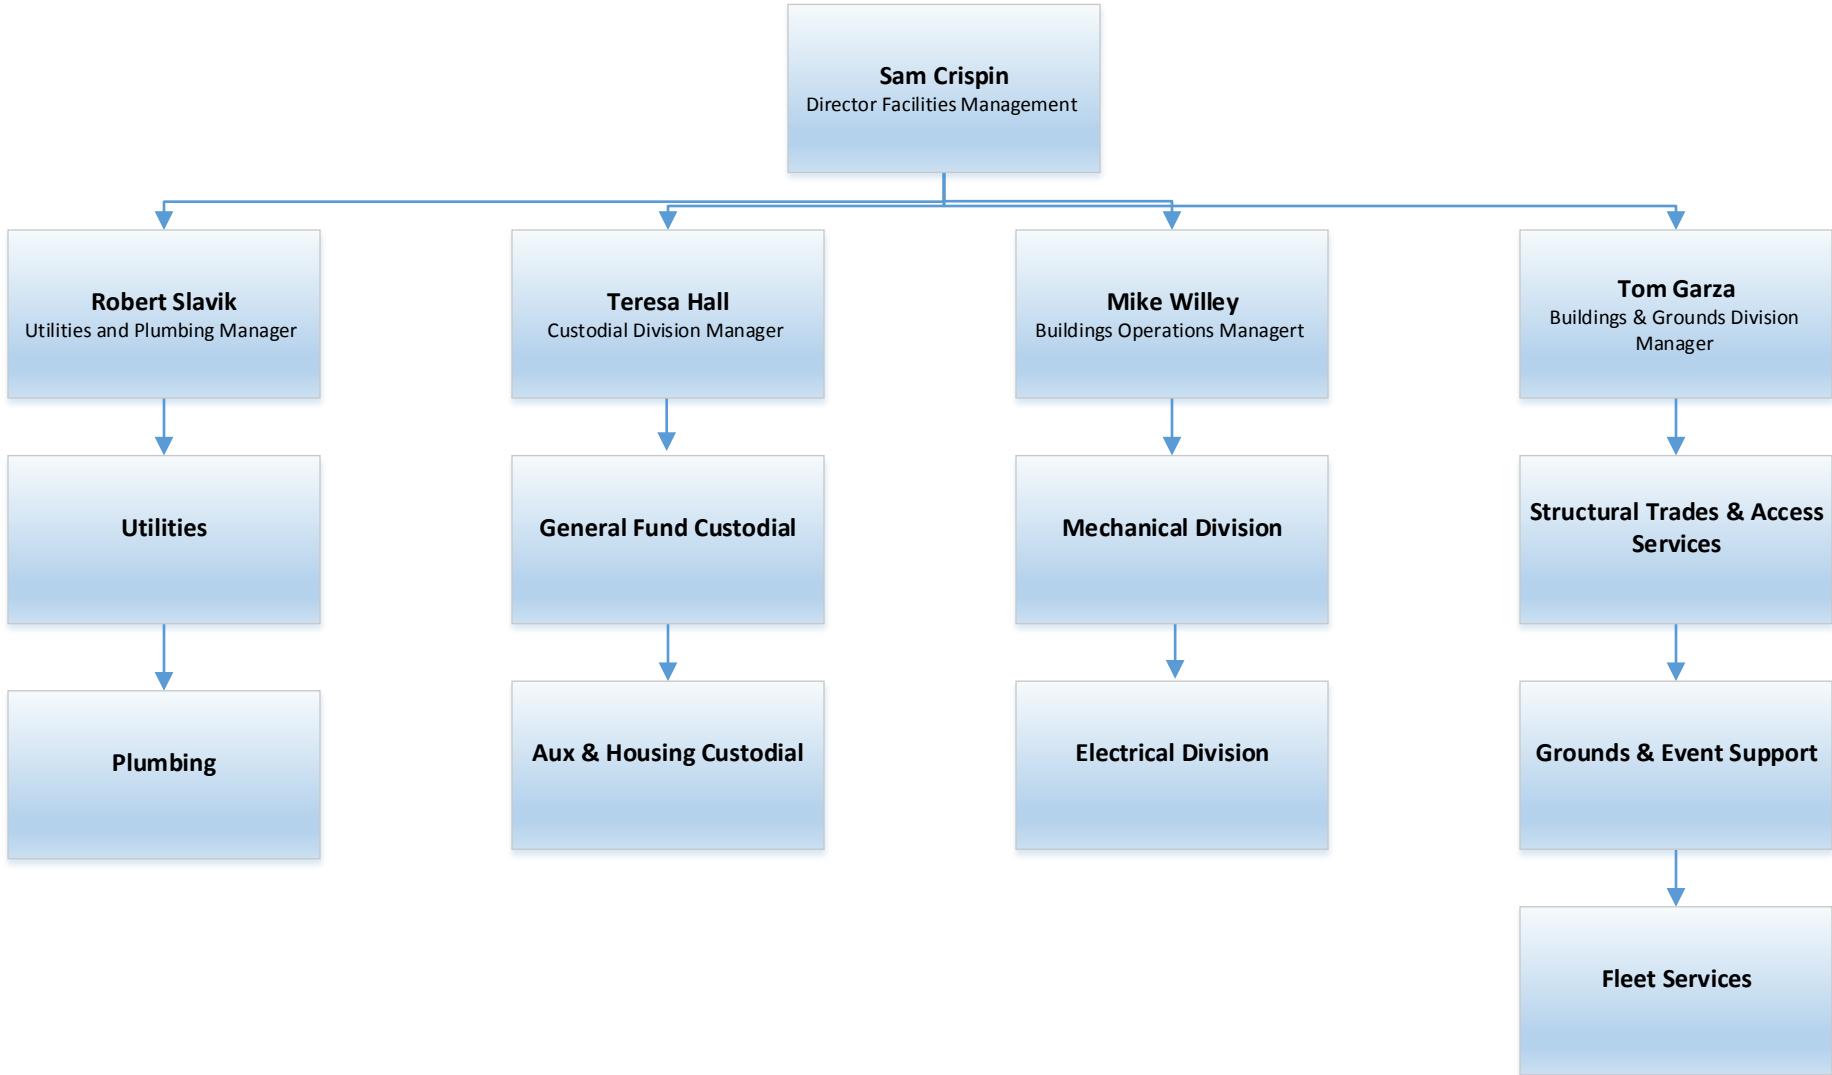 Sam Crispin
Director Facilities Management
Robert Slavik
Utilities and Plumbing Manager
Teresa Hall
Custodial Division Manager
Mike Willey
Buildings Operations Managert
Tom Garza
Buildings & Grounds Division
Manager
Utilities
General Fund Custodial
Mechanical Division
Structural Trades & Access
Services
Plumbing
Aux & Housing Custodial
Electrical Division
Grounds & Event Support
Fleet Services